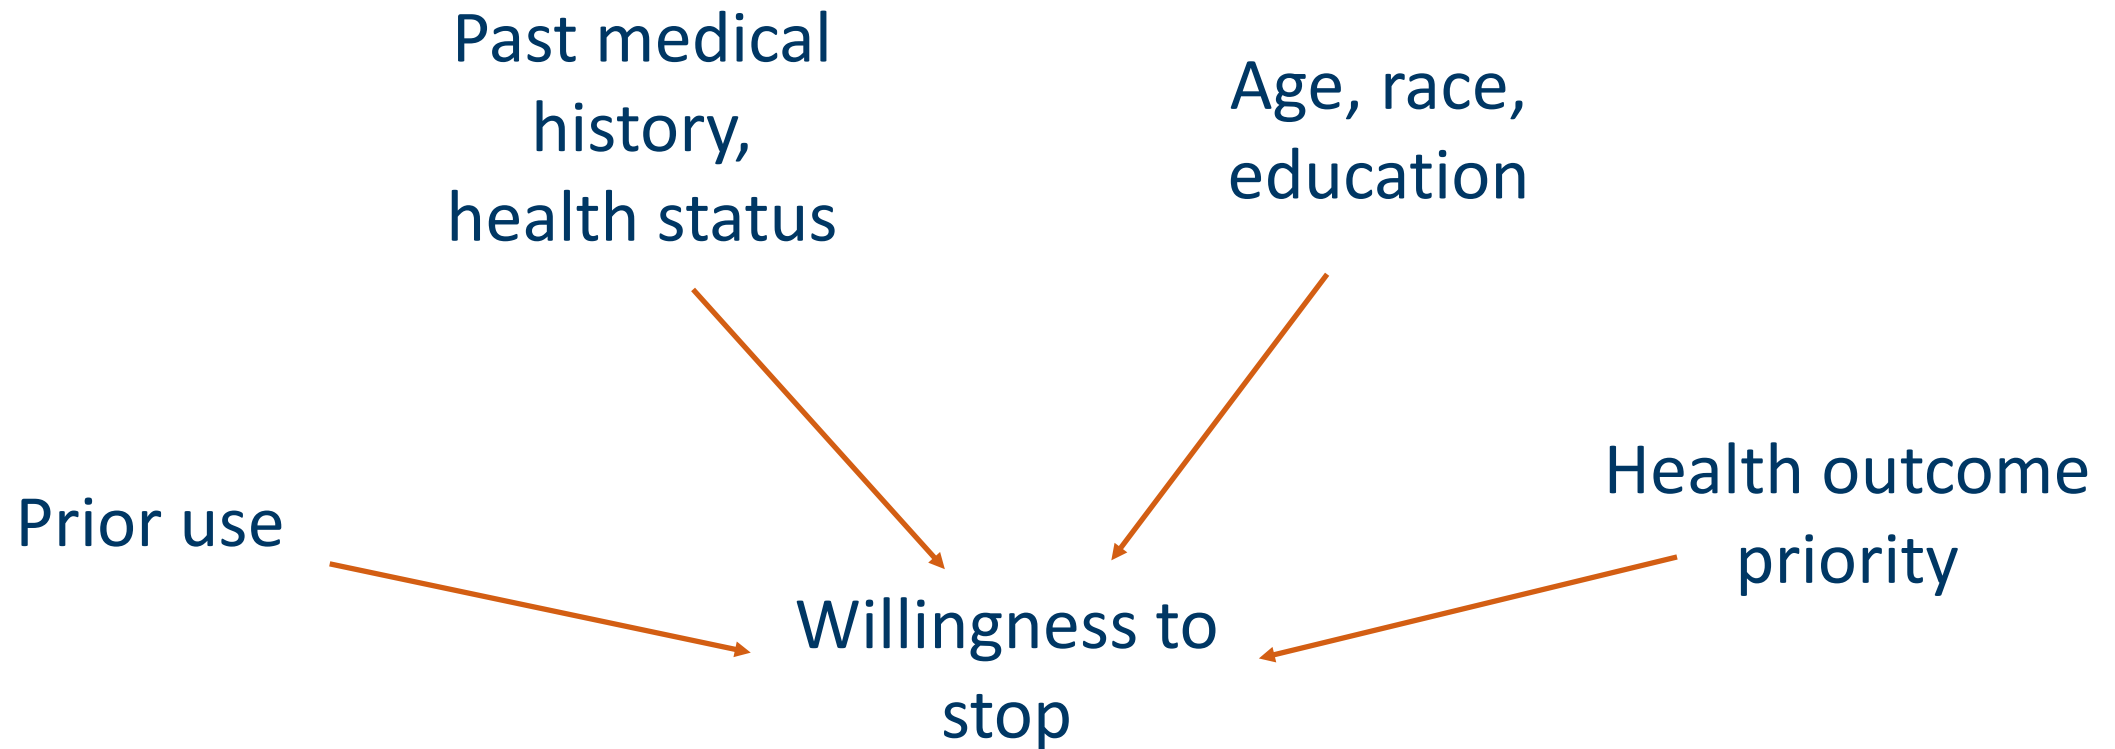 Past medical
history,
health status
Age, race,
education
Prior use
Health outcome
priority
Willingness to
stop